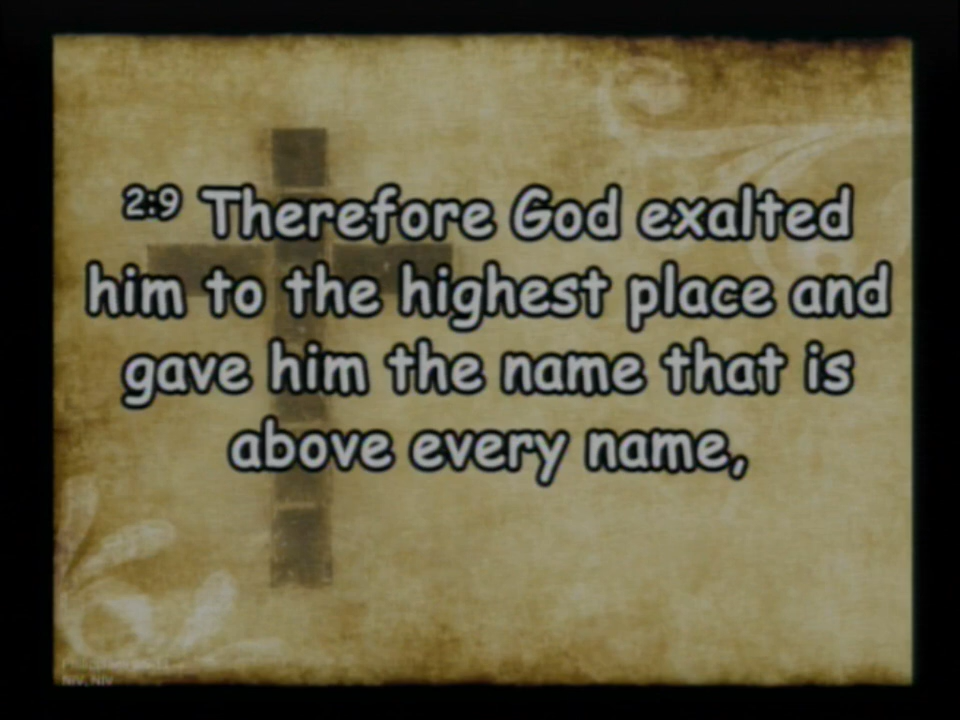 2:9 Therefore God exalted
him to the highest place and
gave him the name that is
above every name,
NIV, NIV